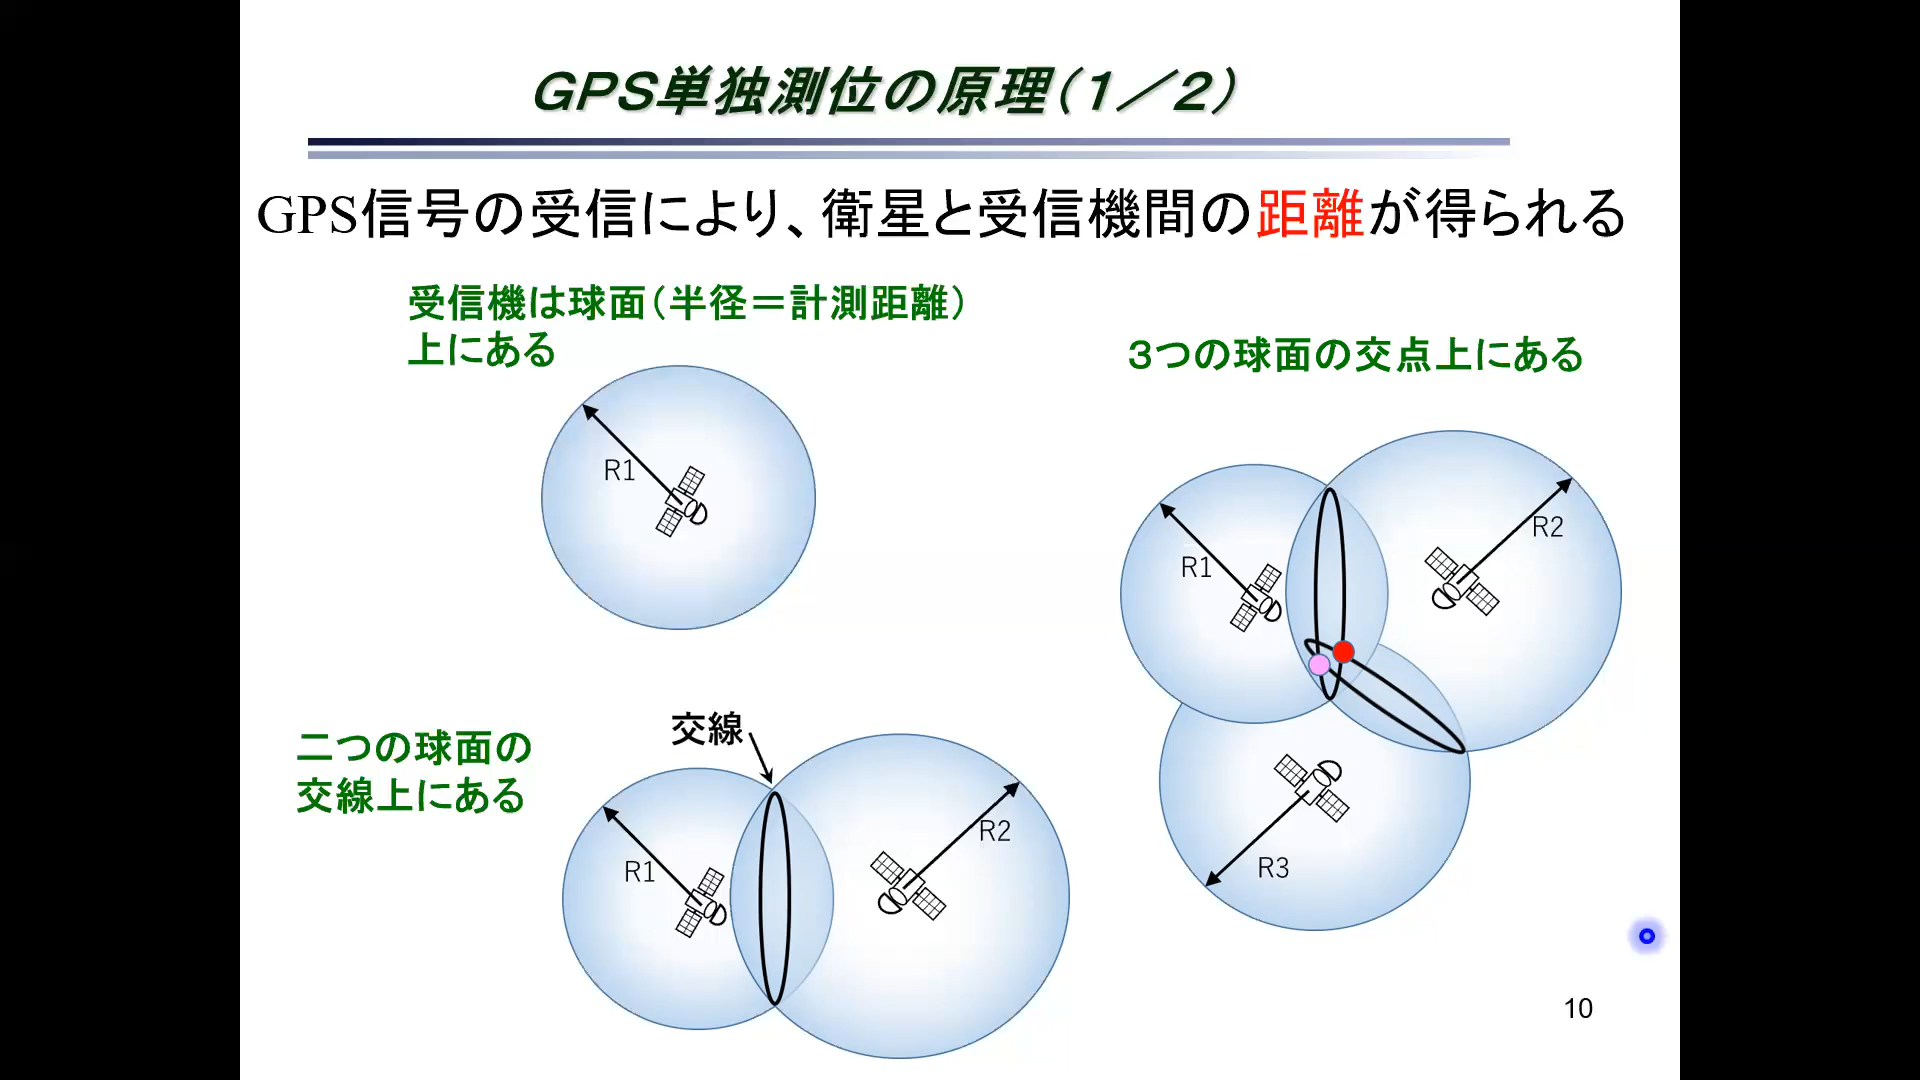 GPS単独測位の原理（1／2）
GPS信号の受信により、衛星と受信機間の距離が得られる
受信機は球面（半径＝計測距離）
上にある
R1
3つの球面の交点上にある
R1
R2
R3
二つの球面の
交線上にある
交線
R1
R2
10